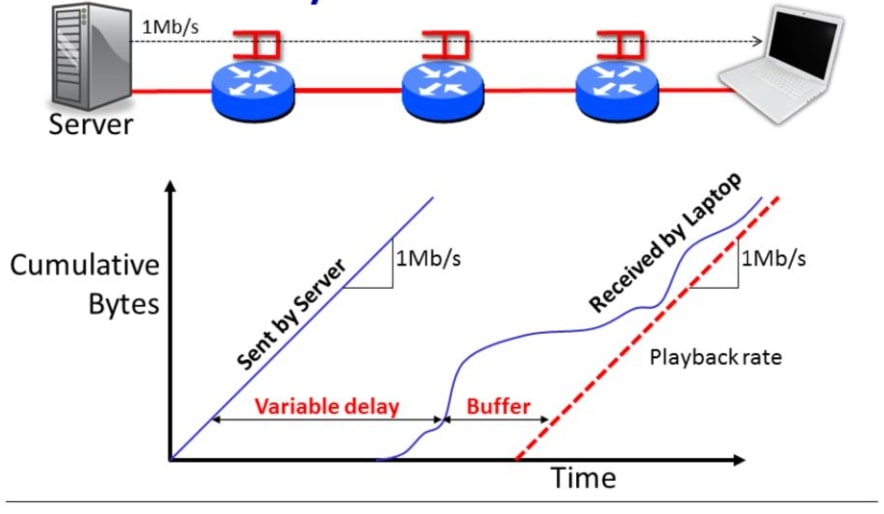 1Mb/s
Server
Cumulative
Bytes
Sent by Server
1Mb/s
Received by Laptop
1Mb/s
Playback rate
Variable delay
Buffer
Time